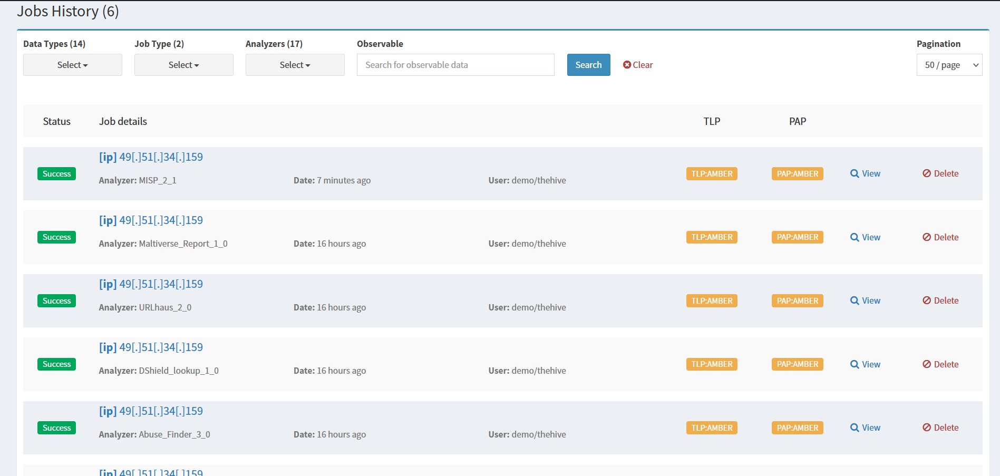 Jobs History (6)
Data Types (14) Job Type (2) Analyzers (17) Observable Pagination
Select Select Select Search for observable data Search Clear 50 / page
Status Job details TLP PAP
[ip] 49[.]51[.]34[.]159
Success TLP:AMBER PAP:AMBER View Delete
Analyzer: MISP_2_1 Date: 7 minutes ago User: demo/thehive
[ip] 49[.]51[.]34[.]159
Success TLP:AMBER PAP:AMBER View Delete
Analyzer: Maltiverse_Report_1_0 Date: 16 hours ago User: demo/thehive
[ip] 49[.]51[.]34[.]159
Success TLP:AMBER PAP:AMBER View Delete
Analyzer: URLhaus_2_0 Date: 16 hours ago User: demo/thehive
[ip] 49[.]51[.]34[.]159
Success TLP:AMBER PAP:AMBER View Delete
Analyzer: DShield_lookup_1_0 Date: 16 hours ago User: demo/thehive
[ip] 49[.]51[.]34[.]159
Success TLP:AMBER PAP:AMBER View Delete
Analyzer: Abuse_Finder_3_0 Date: 16 hours ago User: demo/thehive
[ip] 49[.]51[.]34[.]159